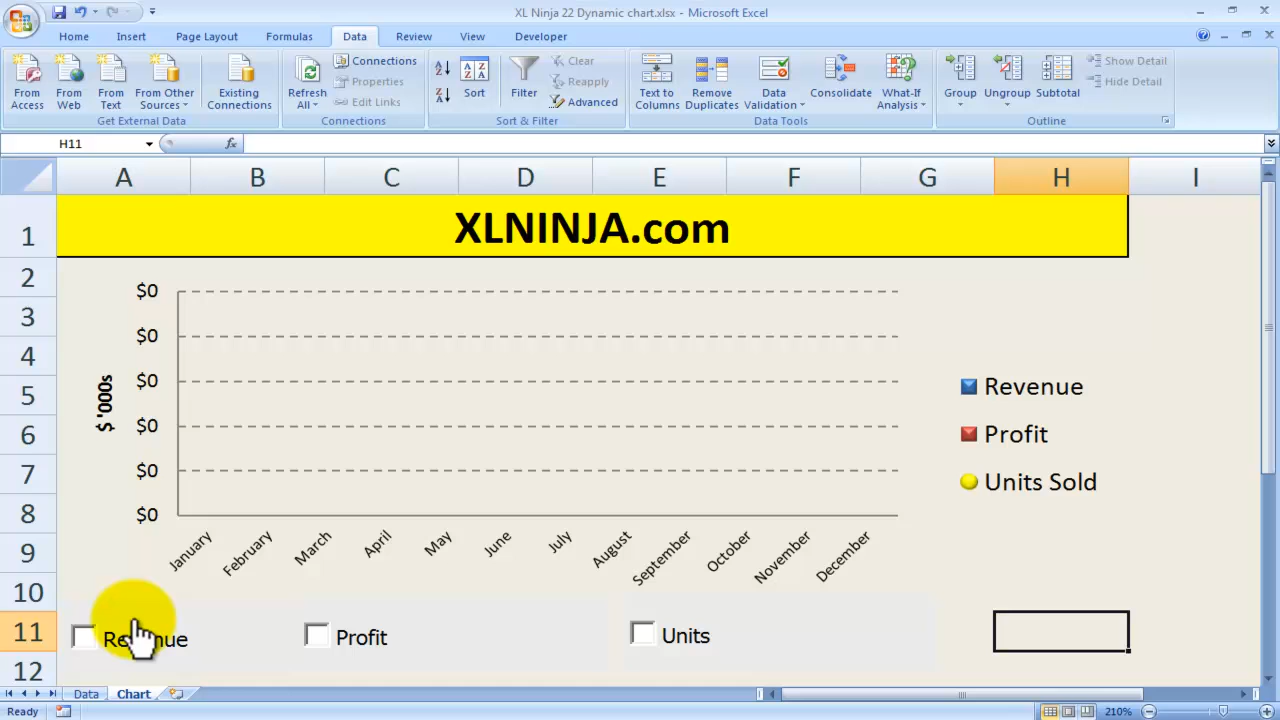 XL Ninja 22 Dynamic chart.xlsx - Microsoft Excel
Home Insert Page Layout Formulas Data Review View Developer
From Access
From Web
From Text
From Other Sources
Existing Connections
Get External Data
Refresh All
Connections
Properties
Edit Links
Connections
Sort
Filter
Clear
Reapply
Advanced
Sort & Filter
Text to Columns
Remove Duplicates
Data Validation
Consolidate
What-If Analysis
Data Tools
Group
Ungroup
Subtotal
Show Detail
Hide Detail
Outline
H11
fx
A B C D E F G H I
1
XLNINJA.com
2
3
4
5
6
7
8
9
10
11
12
$0
$0
$0
$0
$0
$0
$ '000s
January February March April May June July August September October November December
Revenue
Profit
Units Sold
Profit
Units
Data Chart
Ready
210%